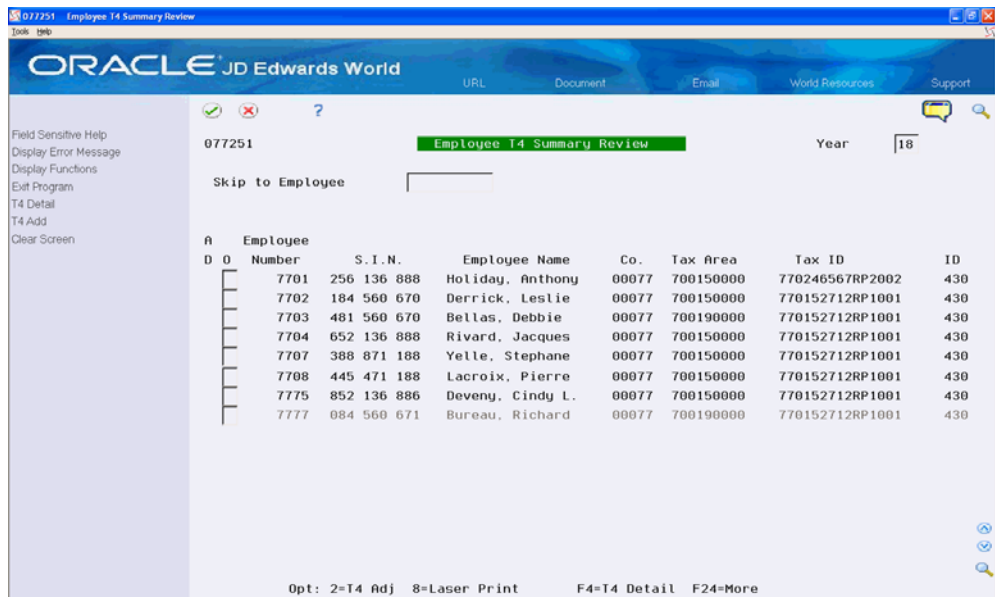 077251 Employee T4 Summary Review
Tools Help
ORACLE JD Edwards World
URL Document Email World Resources Support
?
Field Sensitive Help
Display Error Message
Display Functions
Exit Program
T4 Detail
T4 Add
Clear Screen
077251 Employee T4 Summary Review Year 18
Skip to Employee
A Employee
D O Number S.I.N. Employee Name Co. Tax Area Tax ID ID
7701 256 136 888 Holiday, Anthony 00077 700150000 770246567RP2002 430
7702 184 560 670 Derrick, Leslie 00077 700150000 770152712RP1001 430
7703 481 560 670 Bellas, Debbie 00077 700190000 770152712RP1001 430
7704 652 136 888 Rivard, Jacques 00077 700150000 770152712RP1001 430
7707 388 871 188 Yelle, Stephane 00077 700150000 770152712RP1001 430
7708 445 471 188 Lacroix, Pierre 00077 700150000 770152712RP1001 430
7775 852 136 886 Deveny, Cindy L. 00077 700150000 770152712RP1001 430
7777 084 560 671 Bureau, Richard 00077 700190000 770152712RP1001 430
Opt: 2=T4 Adj 8=Laser Print F4=T4 Detail F24=More